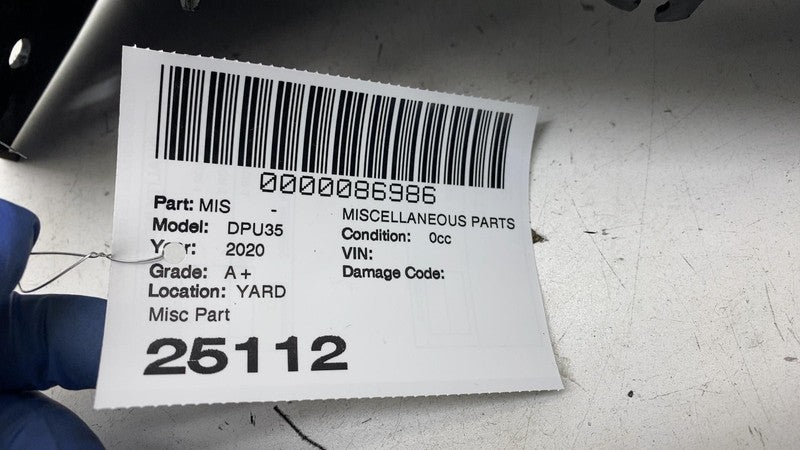 0000086986
Part: MIS - MISCELLANEOUS PARTS
Model: DPU35 Condition: 0cc
Year: 2020 VIN:
Grade: A+ Damage Code:
Location: YARD
Misc Part
25112